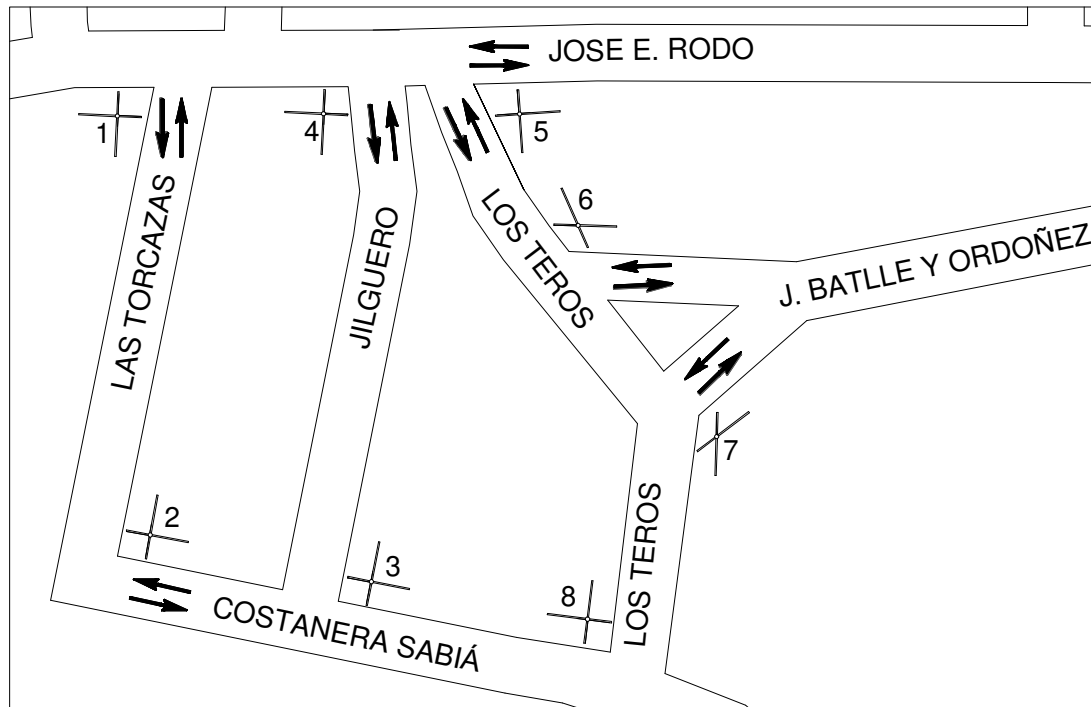 JOSE E. RODO
1
4
5
6
LAS TORCAZAS
JILGUERO
LOS TEROS
J. BATLLE Y ORDOÑEZ
7
2
3
8
LOS TEROS
COSTANERA SABIÁ